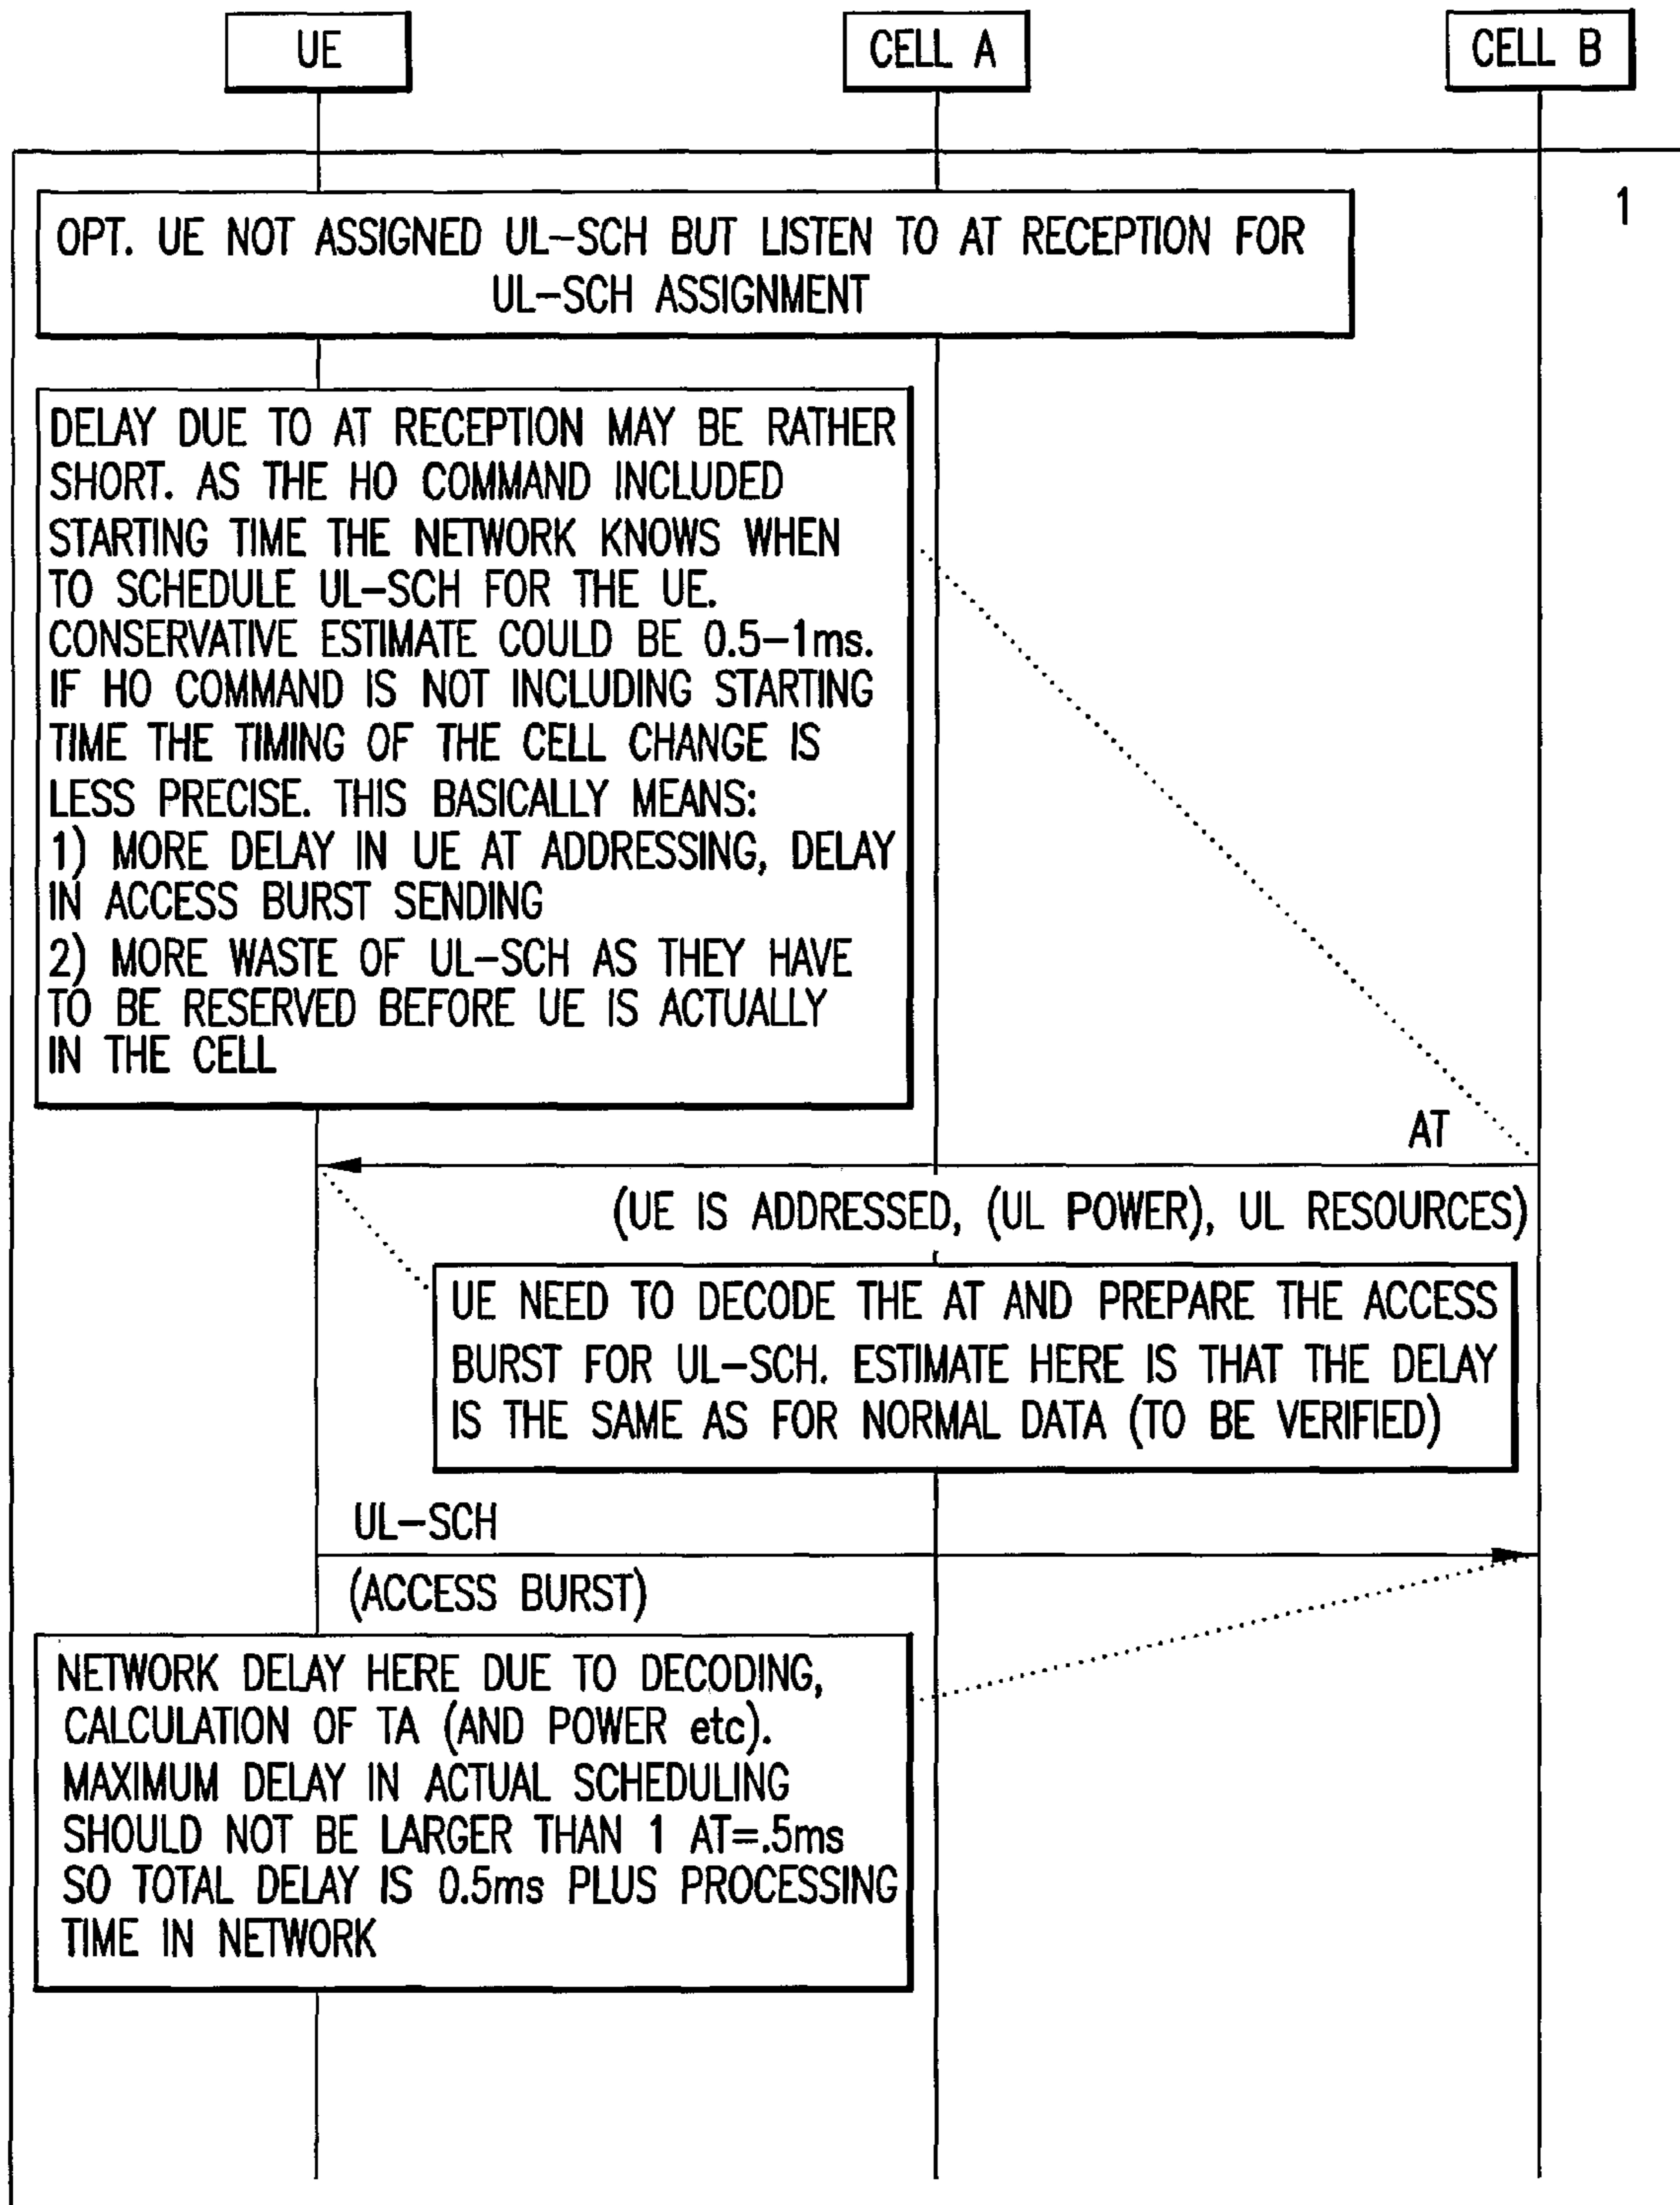 UE
CELL A
CELL B
1
OPT. UE NOT ASSIGNED UL-SCH BUT LISTEN TO AT RECEPTION FOR
UL-SCH ASSIGNMENT
DELAY DUE TO AT RECEPTION MAY BE RATHER
SHORT. AS THE HO COMMAND INCLUDED
STARTING TIME THE NETWORK KNOWS WHEN
TO SCHEDULE UL-SCH FOR THE UE.
CONSERVATIVE ESTIMATE COULD BE 0.5-1ms.
IF HO COMMAND IS NOT INCLUDING STARTING
TIME THE TIMING OF THE CELL CHANGE IS
LESS PRECISE. THIS BASICALLY MEANS:
1) MORE DELAY IN UE AT ADDRESSING, DELAY
IN ACCESS BURST SENDING
2) MORE WASTE OF UL-SCH AS THEY HAVE
TO BE RESERVED BEFORE UE IS ACTUALLY
IN THE CELL
AT
(UE IS ADDRESSED, (UL POWER), UL RESOURCES)
UE NEED TO DECODE THE AT AND PREPARE THE ACCESS
BURST FOR UL-SCH. ESTIMATE HERE IS THAT THE DELAY
IS THE SAME AS FOR NORMAL DATA (TO BE VERIFIED)
UL-SCH
(ACCESS BURST)
NETWORK DELAY HERE DUE TO DECODING,
CALCULATION OF TA (AND POWER etc).
MAXIMUM DELAY IN ACTUAL SCHEDULING
SHOULD NOT BE LARGER THAN 1 AT=.5ms
SO TOTAL DELAY IS 0.5ms PLUS PROCESSING
TIME IN NETWORK